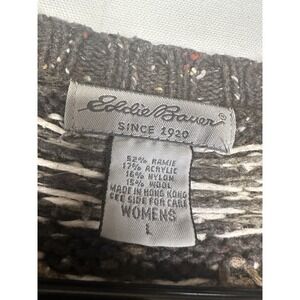 Eddie Bauer®
SINCE 1920
52% RAMIE
17% ACRYLIC
16% NYLON
15% WOOL
MADE IN HONG KONG
SEE SIDE FOR CARE
WOMENS
L